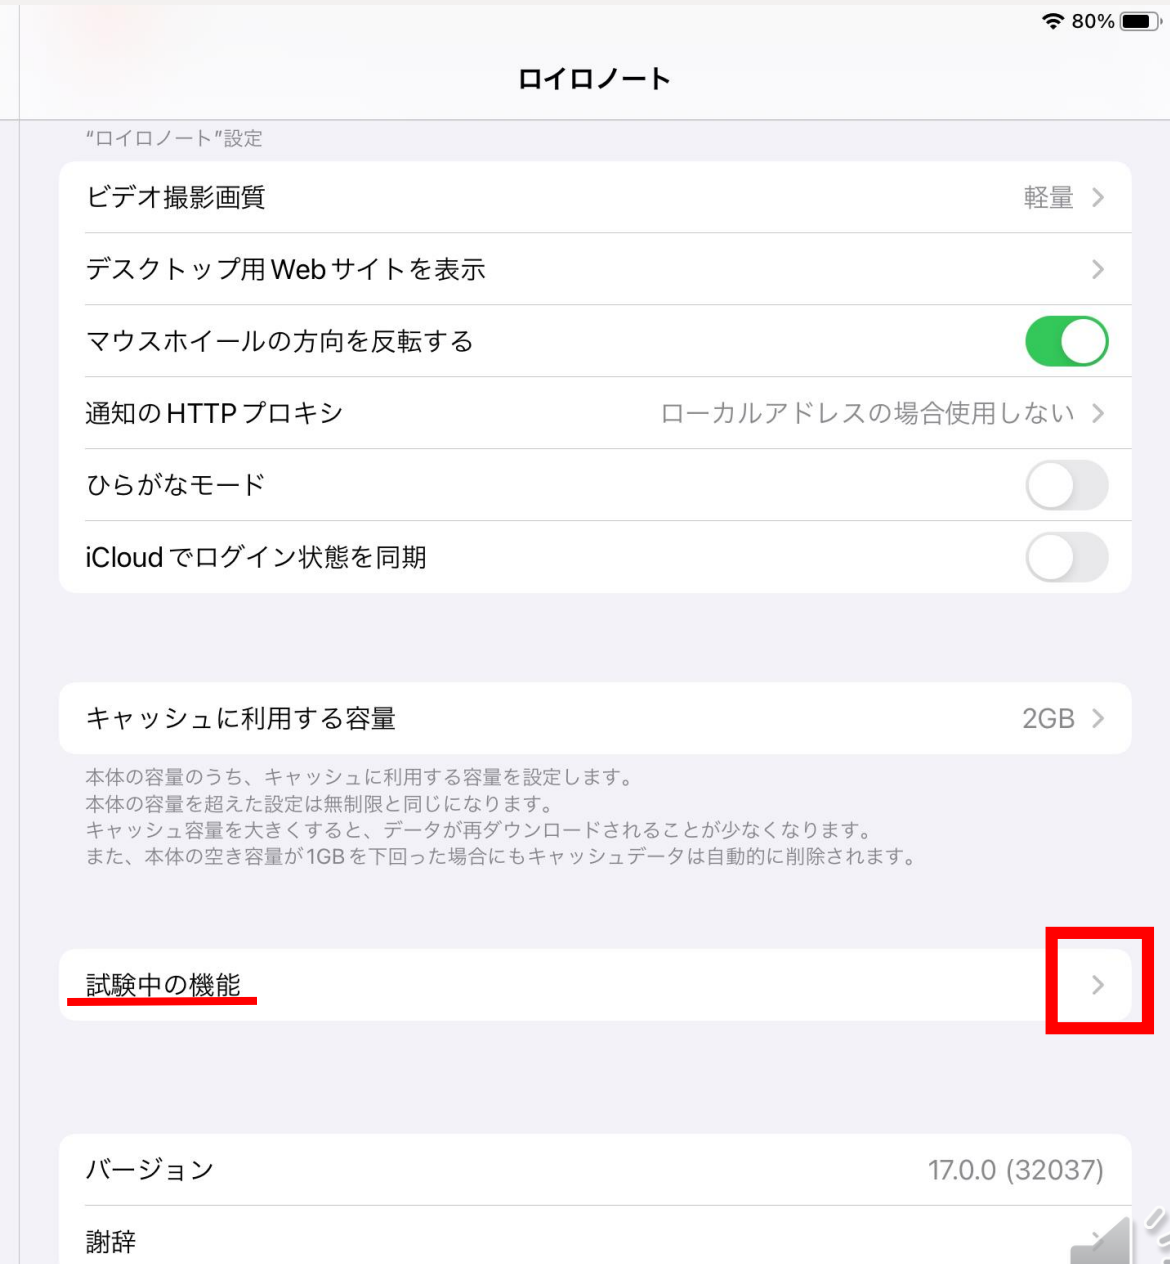 80%
ロイロノート
“ロイロノート”設定
ビデオ撮影画質 軽量
デスクトップ用Webサイトを表示
マウスホイールの方向を反転する
通知のHTTPプロキシ ローカルアドレスの場合使用しない
ひらがなモード
iCloudでログイン状態を同期
キャッシュに利用する容量 2GB
本体の容量のうち、キャッシュに利用する容量を設定します。
本体の容量を超えた設定は無制限と同じになります。
キャッシュ容量を大きくすると、データが再ダウンロードされることが少なくなります。
また、本体の空き容量が1GBを下回った場合にもキャッシュデータは自動的に削除されます。
試験中の機能
バージョン 17.0.0 (32037)
謝辞